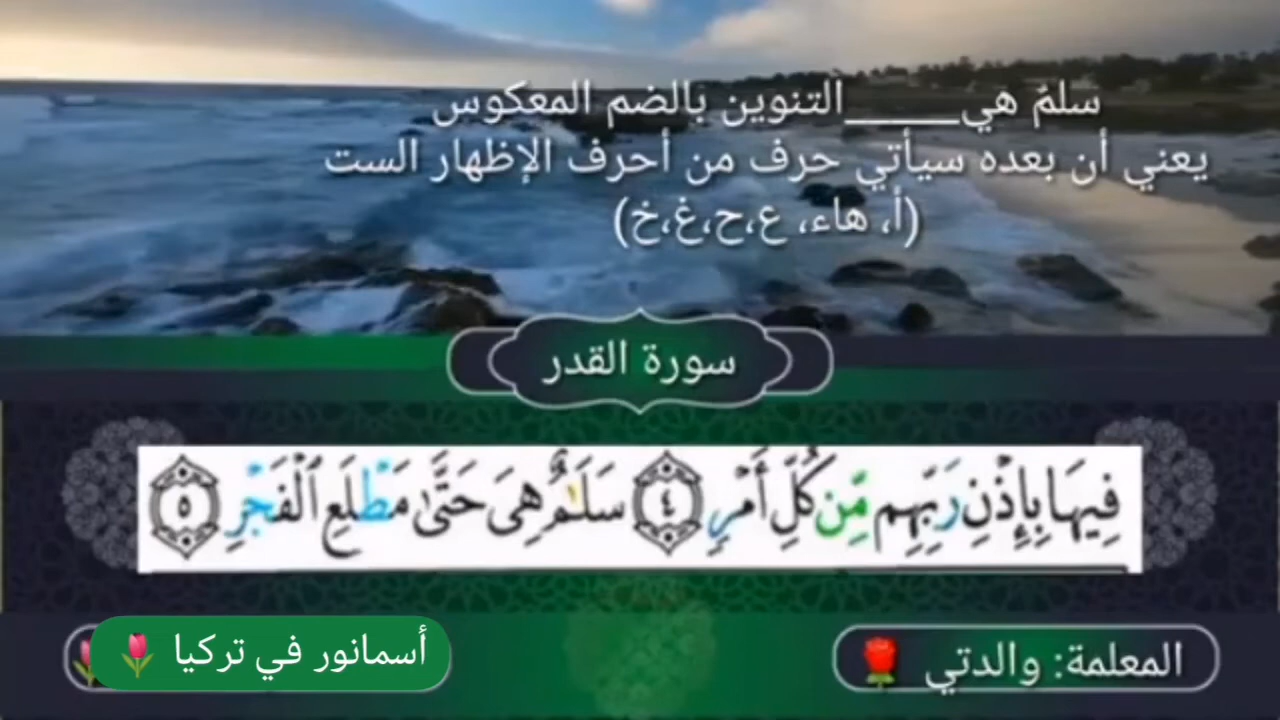 سلمٌ هي_____التنوين بالضم المعكوس
يعني أن بعده سيأتي حرف من أحرف الإظهار الست
(أ، هاء، ع،ح،غ،خ)
سورة القدر
فِيهَا بِإِذْنِ رَبِّهِم مِّن كُلِّ أَمْرٍ ٤ سَلَـٰمٌ هِىَ حَتَّىٰ مَطْلَعِ ٱلْفَجْرِ ٥
🌷 أسمانور في تركيا
المعلمة: والدتي 🌹